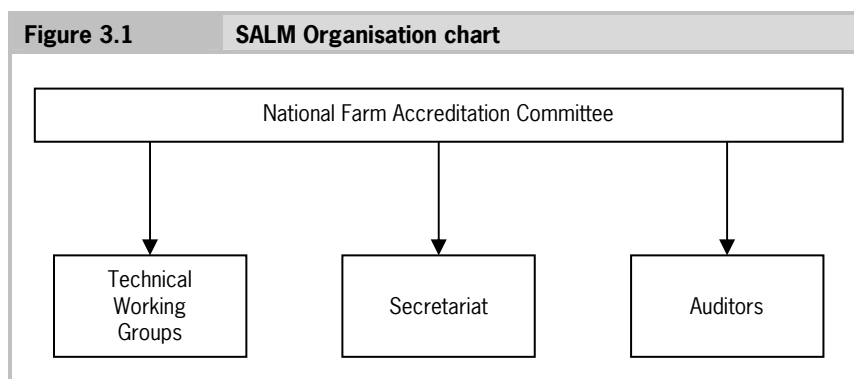 Figure 3.1 SALM Organisation chart
National Farm Accreditation Committee
Technical
Working
Groups
Secretariat
Auditors